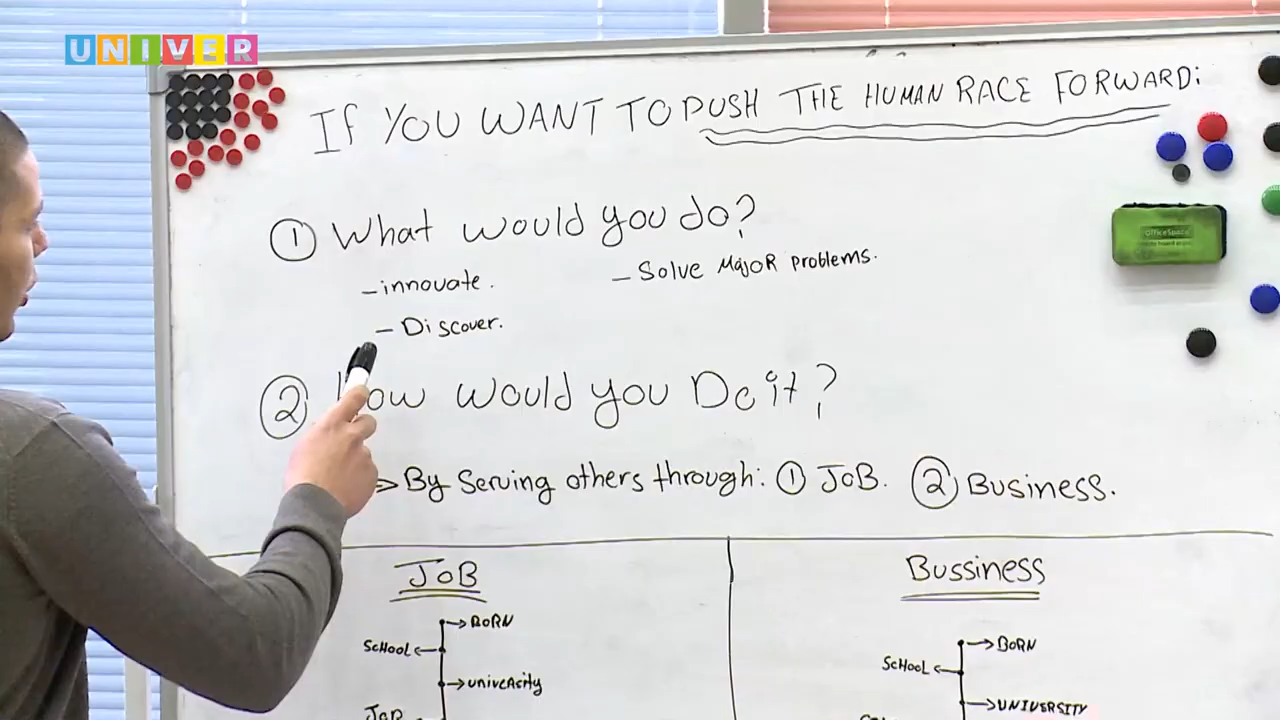 UNIVER
If YOU WANT TO PUSH THE HUMAN RACE FORWARD:
1 What would you do?
- innovate. - Solve MajoR problems.
- Discover.
2 How would you Do it?
By Serving others through: 1 JoB. 2 Business.
JoB Bussiness
BORN
SCHOOL BORN
SCHOOL
univeRsity
UNIVERSITY
JoB